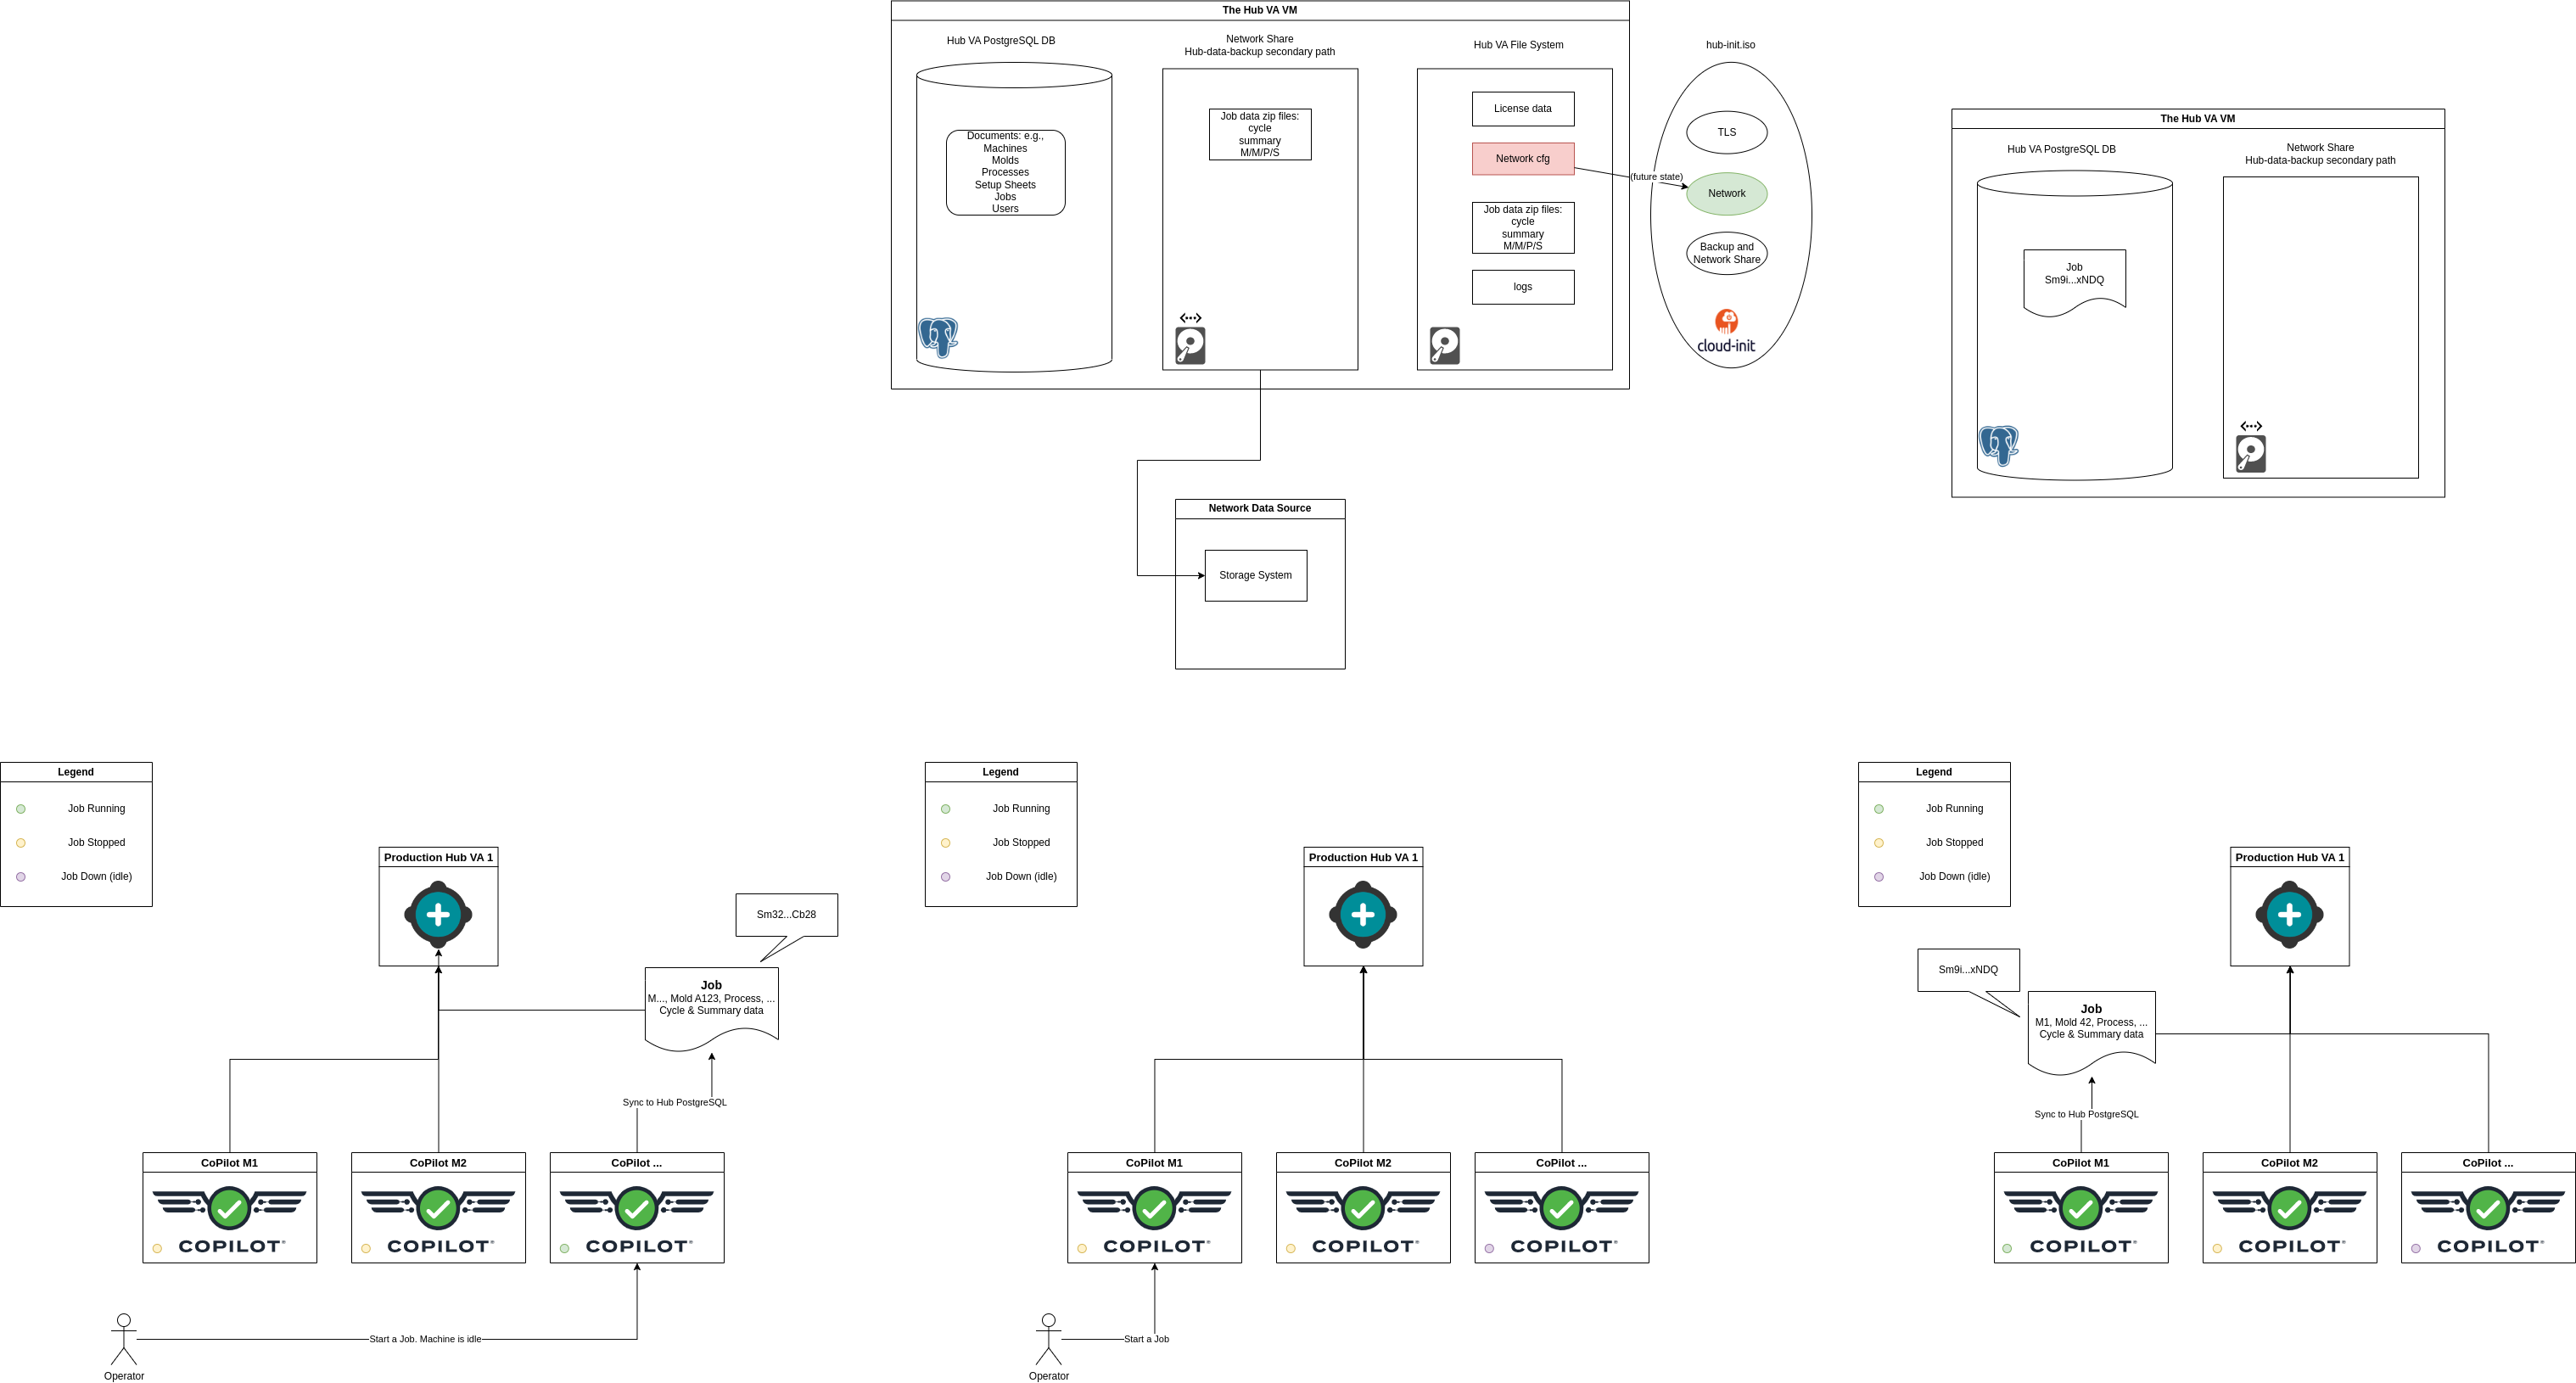 The Hub VA VM
Hub VA PostgreSQL DB
Network Share
Hub-data-backup secondary path
Hub VA File System
hub-init.iso
Documents: e.g.,
Machines
Molds
Processes
Setup Sheets
Jobs
Users
Job data zip files:
cycle
summary
M/M/P/S
License data
Network cfg
(future state)
Job data zip files:
cycle
summary
M/M/P/S
logs
TLS
Network
Backup and
Network Share
cloud-init
The Hub VA VM
Hub VA PostgreSQL DB
Network Share
Hub-data-backup secondary path
Job
Sm9i...xNDQ
Network Data Source
Storage System
Legend
Job Running
Job Stopped
Job Down (idle)
Production Hub VA 1
Sm32...Cb28
Job
M..., Mold A123, Process, ...
Cycle & Summary data
Sync to Hub PostgreSQL
CoPilot M1
COPILOT®
CoPilot M2
COPILOT®
CoPilot ...
COPILOT®
Start a Job. Machine is idle
Operator
Legend
Job Running
Job Stopped
Job Down (idle)
Production Hub VA 1
CoPilot M1
COPILOT®
CoPilot M2
COPILOT®
CoPilot ...
COPILOT®
Start a Job
Operator
Legend
Job Running
Job Stopped
Job Down (idle)
Production Hub VA 1
Sm9i...xNDQ
Job
M1, Mold 42, Process, ...
Cycle & Summary data
Sync to Hub PostgreSQL
CoPilot M1
COPILOT®
CoPilot M2
COPILOT®
CoPilot ...
COPILOT®